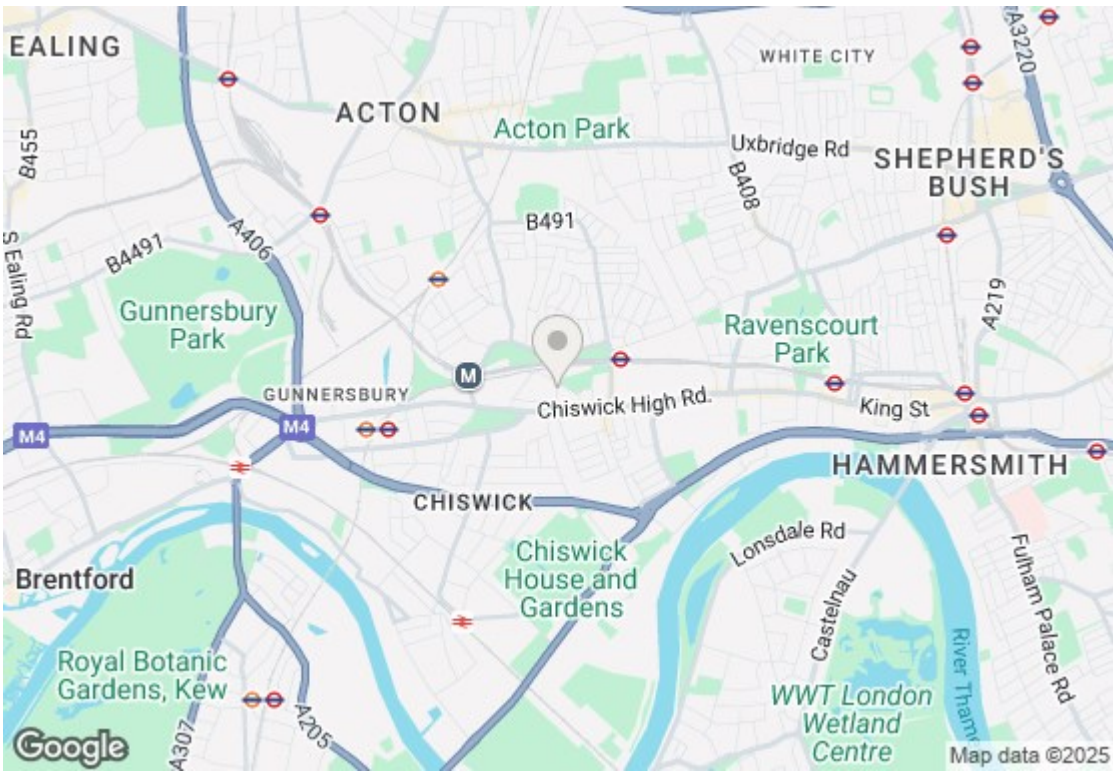 EALING
WHITE CITY
A3220
ACTON
Acton Park
Uxbridge Rd
SHEPHERD'S
BUSH
B455
B408
B491
A406
B4491
S Ealing Rd
A219
Gunnersbury
Park
Ravenscourt
Park
M
GUNNERSBURY
Chiswick High Rd.
King St
M4
M4
HAMMERSMITH
CHISWICK
Lonsdale Rd
Chiswick
House and
Gardens
Brentford
Castelnau
Fulham Palace Rd
River Thame
Royal Botanic
Gardens, Kew
WWT London
Wetland
Centre
A307
A205
Google
Map data ©2025